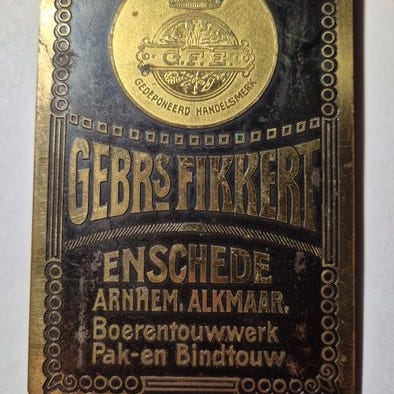 G.F.E.
GEDEPONEERD HANDELSMERK
GEBRS FIKKERT
ENSCHEDE
ARNHEM. ALKMAAR.
Boerentouwwerk
Pak-en Bindtouw